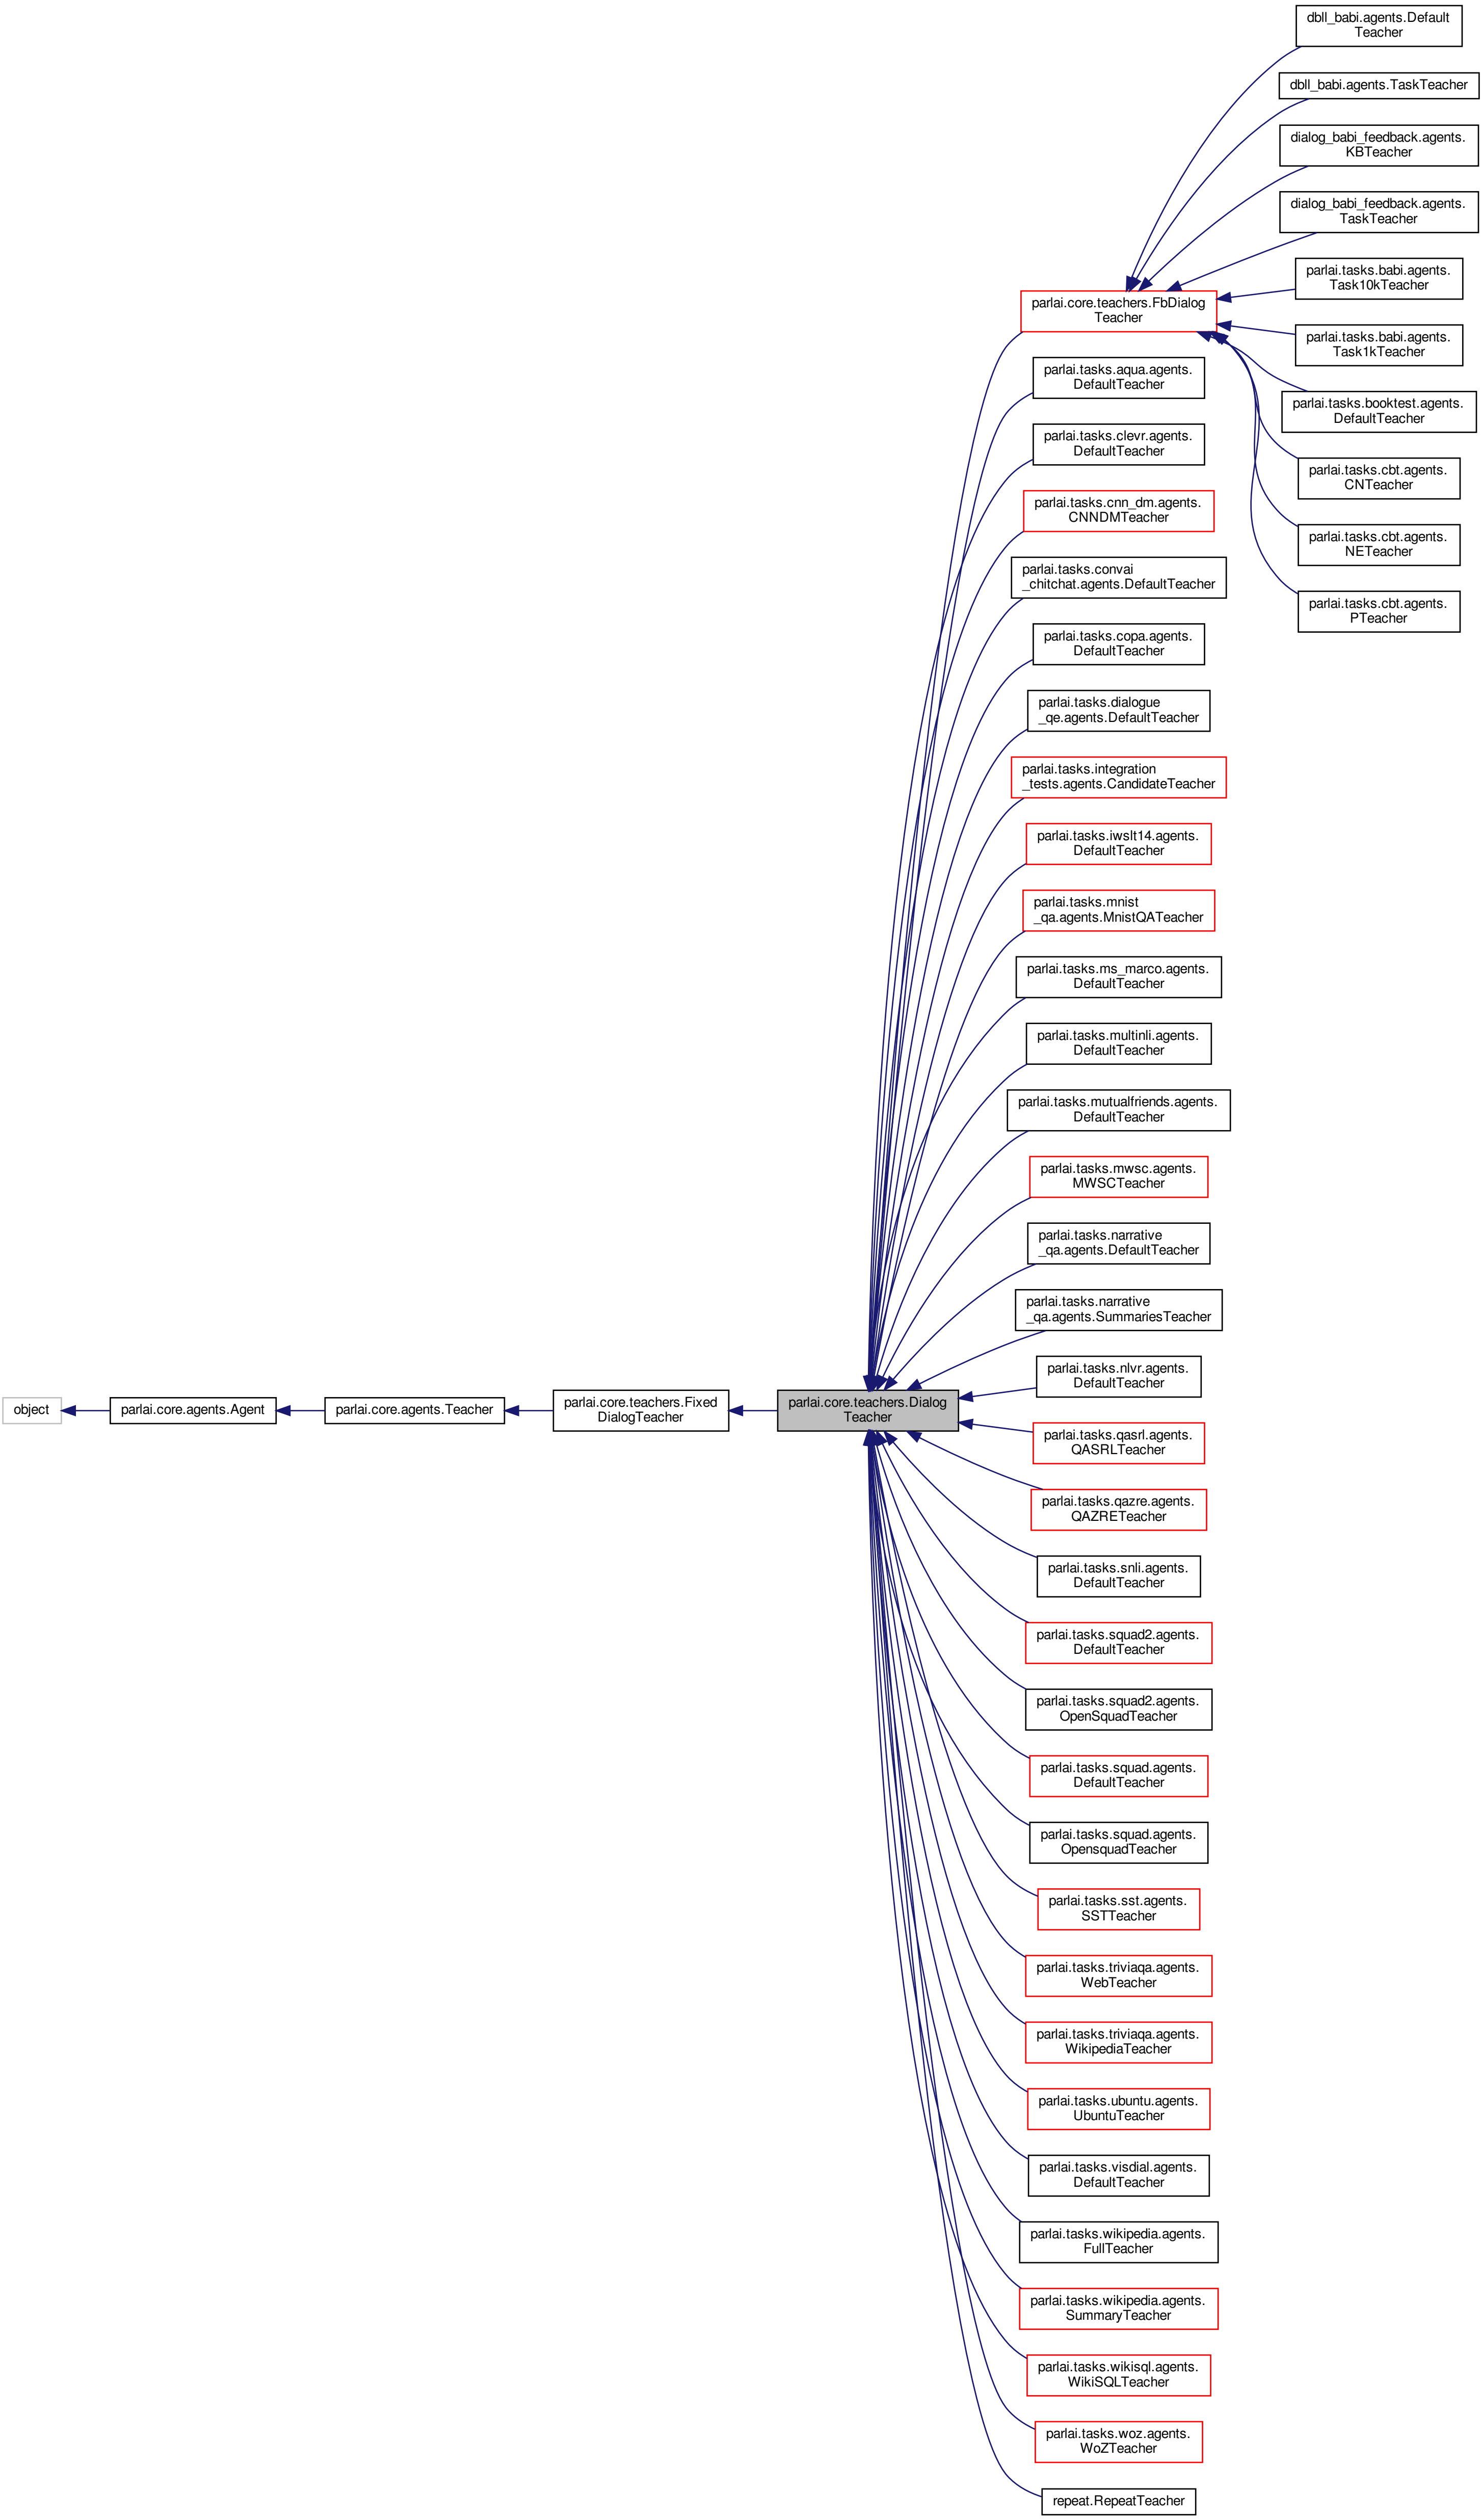 object
parlai.core.agents.Agent
parlai.core.agents.Teacher
parlai.core.teachers.Fixed
DialogTeacher
parlai.core.teachers.Dialog
Teacher
parlai.core.teachers.FbDialog
Teacher
dbll_babi.agents.Default
Teacher
dbll_babi.agents.TaskTeacher
dialog_babi_feedback.agents.
KBTeacher
dialog_babi_feedback.agents.
TaskTeacher
parlai.tasks.babi.agents.
Task10kTeacher
parlai.tasks.babi.agents.
Task1kTeacher
parlai.tasks.booktest.agents.
DefaultTeacher
parlai.tasks.cbt.agents.
CNTeacher
parlai.tasks.cbt.agents.
NETeacher
parlai.tasks.cbt.agents.
PTeacher
parlai.tasks.aqua.agents.
DefaultTeacher
parlai.tasks.clevr.agents.
DefaultTeacher
parlai.tasks.cnn_dm.agents.
CNNDMTeacher
parlai.tasks.convai
_chitchat.agents.DefaultTeacher
parlai.tasks.copa.agents.
DefaultTeacher
parlai.tasks.dialogue
_qe.agents.DefaultTeacher
parlai.tasks.integration
_tests.agents.CandidateTeacher
parlai.tasks.iwslt14.agents.
DefaultTeacher
parlai.tasks.mnist
_qa.agents.MnistQATeacher
parlai.tasks.ms_marco.agents.
DefaultTeacher
parlai.tasks.multinli.agents.
DefaultTeacher
parlai.tasks.mutualfriends.agents.
DefaultTeacher
parlai.tasks.mwsc.agents.
MWSCTeacher
parlai.tasks.narrative
_qa.agents.DefaultTeacher
parlai.tasks.narrative
_qa.agents.SummariesTeacher
parlai.tasks.nlvr.agents.
DefaultTeacher
parlai.tasks.qasrl.agents.
QASRLTeacher
parlai.tasks.qazre.agents.
QAZRETeacher
parlai.tasks.snli.agents.
DefaultTeacher
parlai.tasks.squad2.agents.
DefaultTeacher
parlai.tasks.squad2.agents.
OpenSquadTeacher
parlai.tasks.squad.agents.
DefaultTeacher
parlai.tasks.squad.agents.
OpensquadTeacher
parlai.tasks.sst.agents.
SSTTeacher
parlai.tasks.triviaqa.agents.
WebTeacher
parlai.tasks.triviaqa.agents.
WikipediaTeacher
parlai.tasks.ubuntu.agents.
UbuntuTeacher
parlai.tasks.visdial.agents.
DefaultTeacher
parlai.tasks.wikipedia.agents.
FullTeacher
parlai.tasks.wikipedia.agents.
SummaryTeacher
parlai.tasks.wikisql.agents.
WikiSQLTeacher
parlai.tasks.woz.agents.
WoZTeacher
repeat.RepeatTeacher